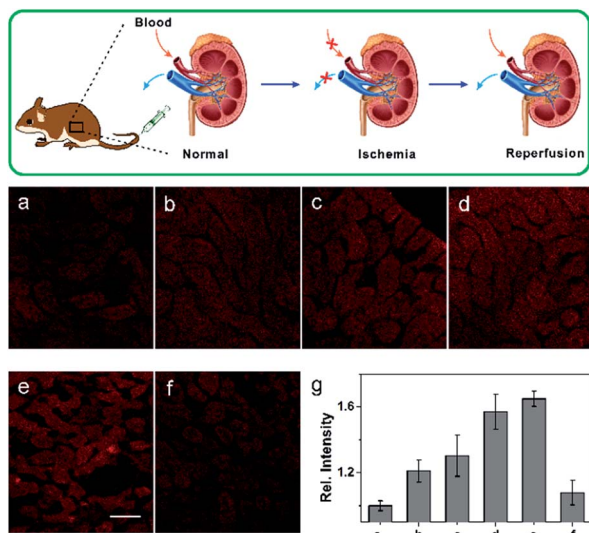 Blood
Normal
Ischemia
Reperfusion
a
b
c
d
e
f
g
Rel. Intensity
1.6
1.2